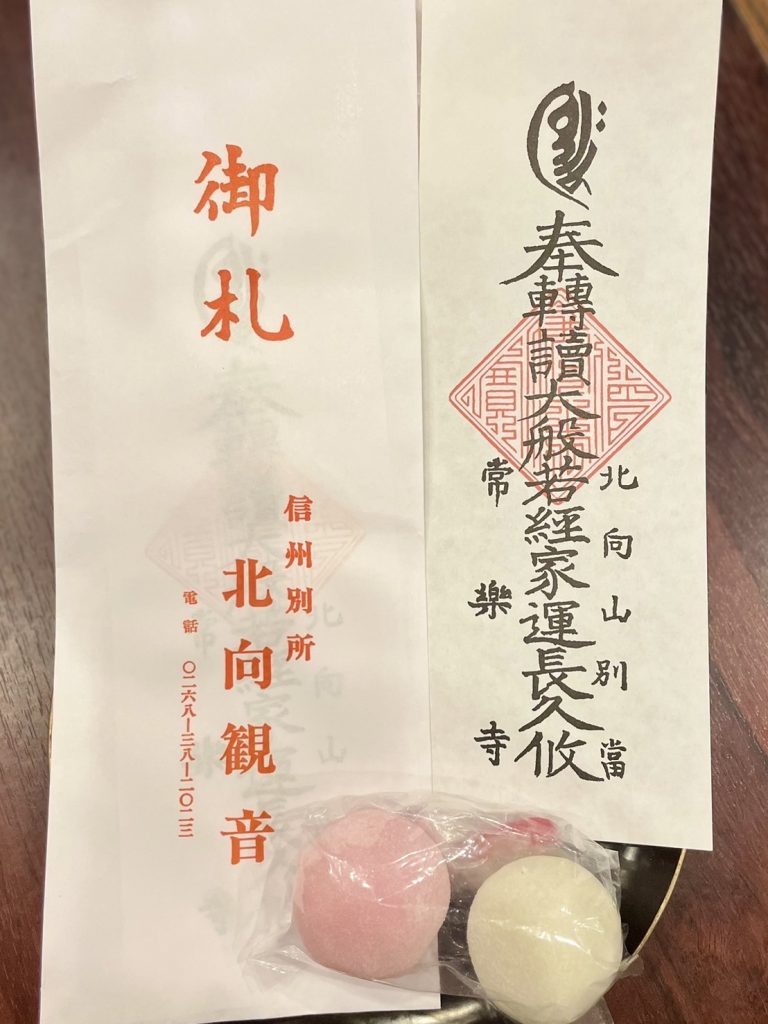 御札
信州別所
北向観音
電話 〇二六八ー三八ー二〇二三
奉轉讀大般若經家運長久攸
北向山別當
常樂寺